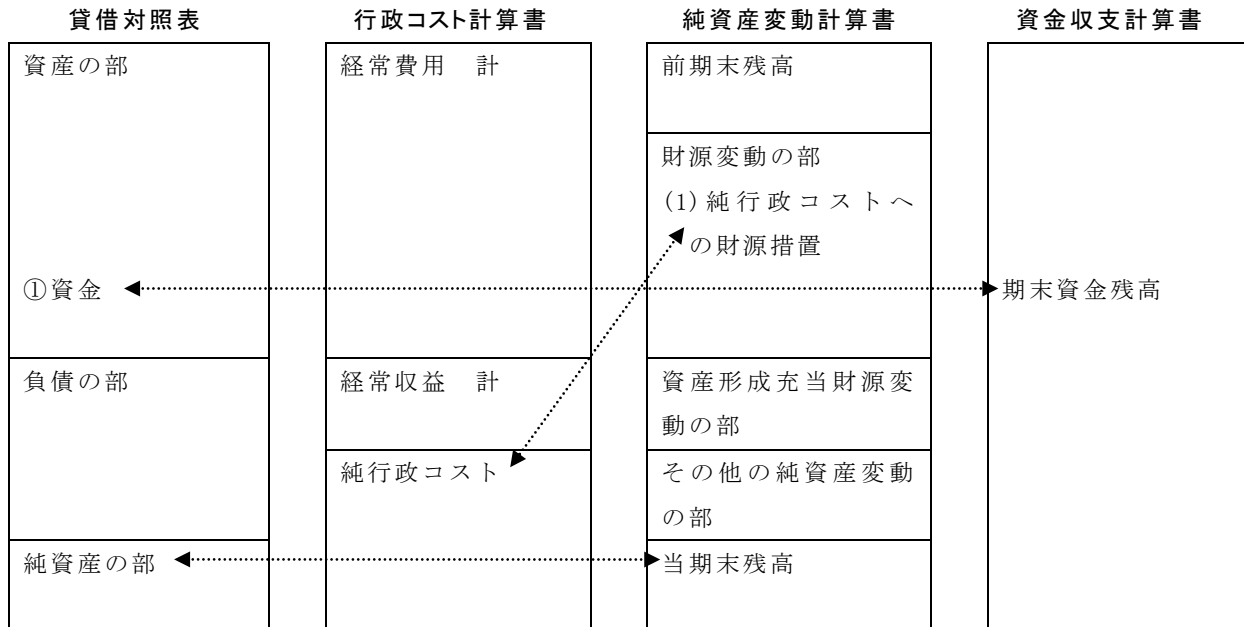 貸借対照表
行政コスト計算書
純資産変動計算書
資金収支計算書
資産の部
①資金
負債の部
純資産の部
経常費用 計
経常収益 計
純行政コスト
前期末残高
財源変動の部
(1)純行政コストへ
の財源措置
資産形成充当財源変
動の部
その他の純資産変動
の部
当期末残高
期末資金残高